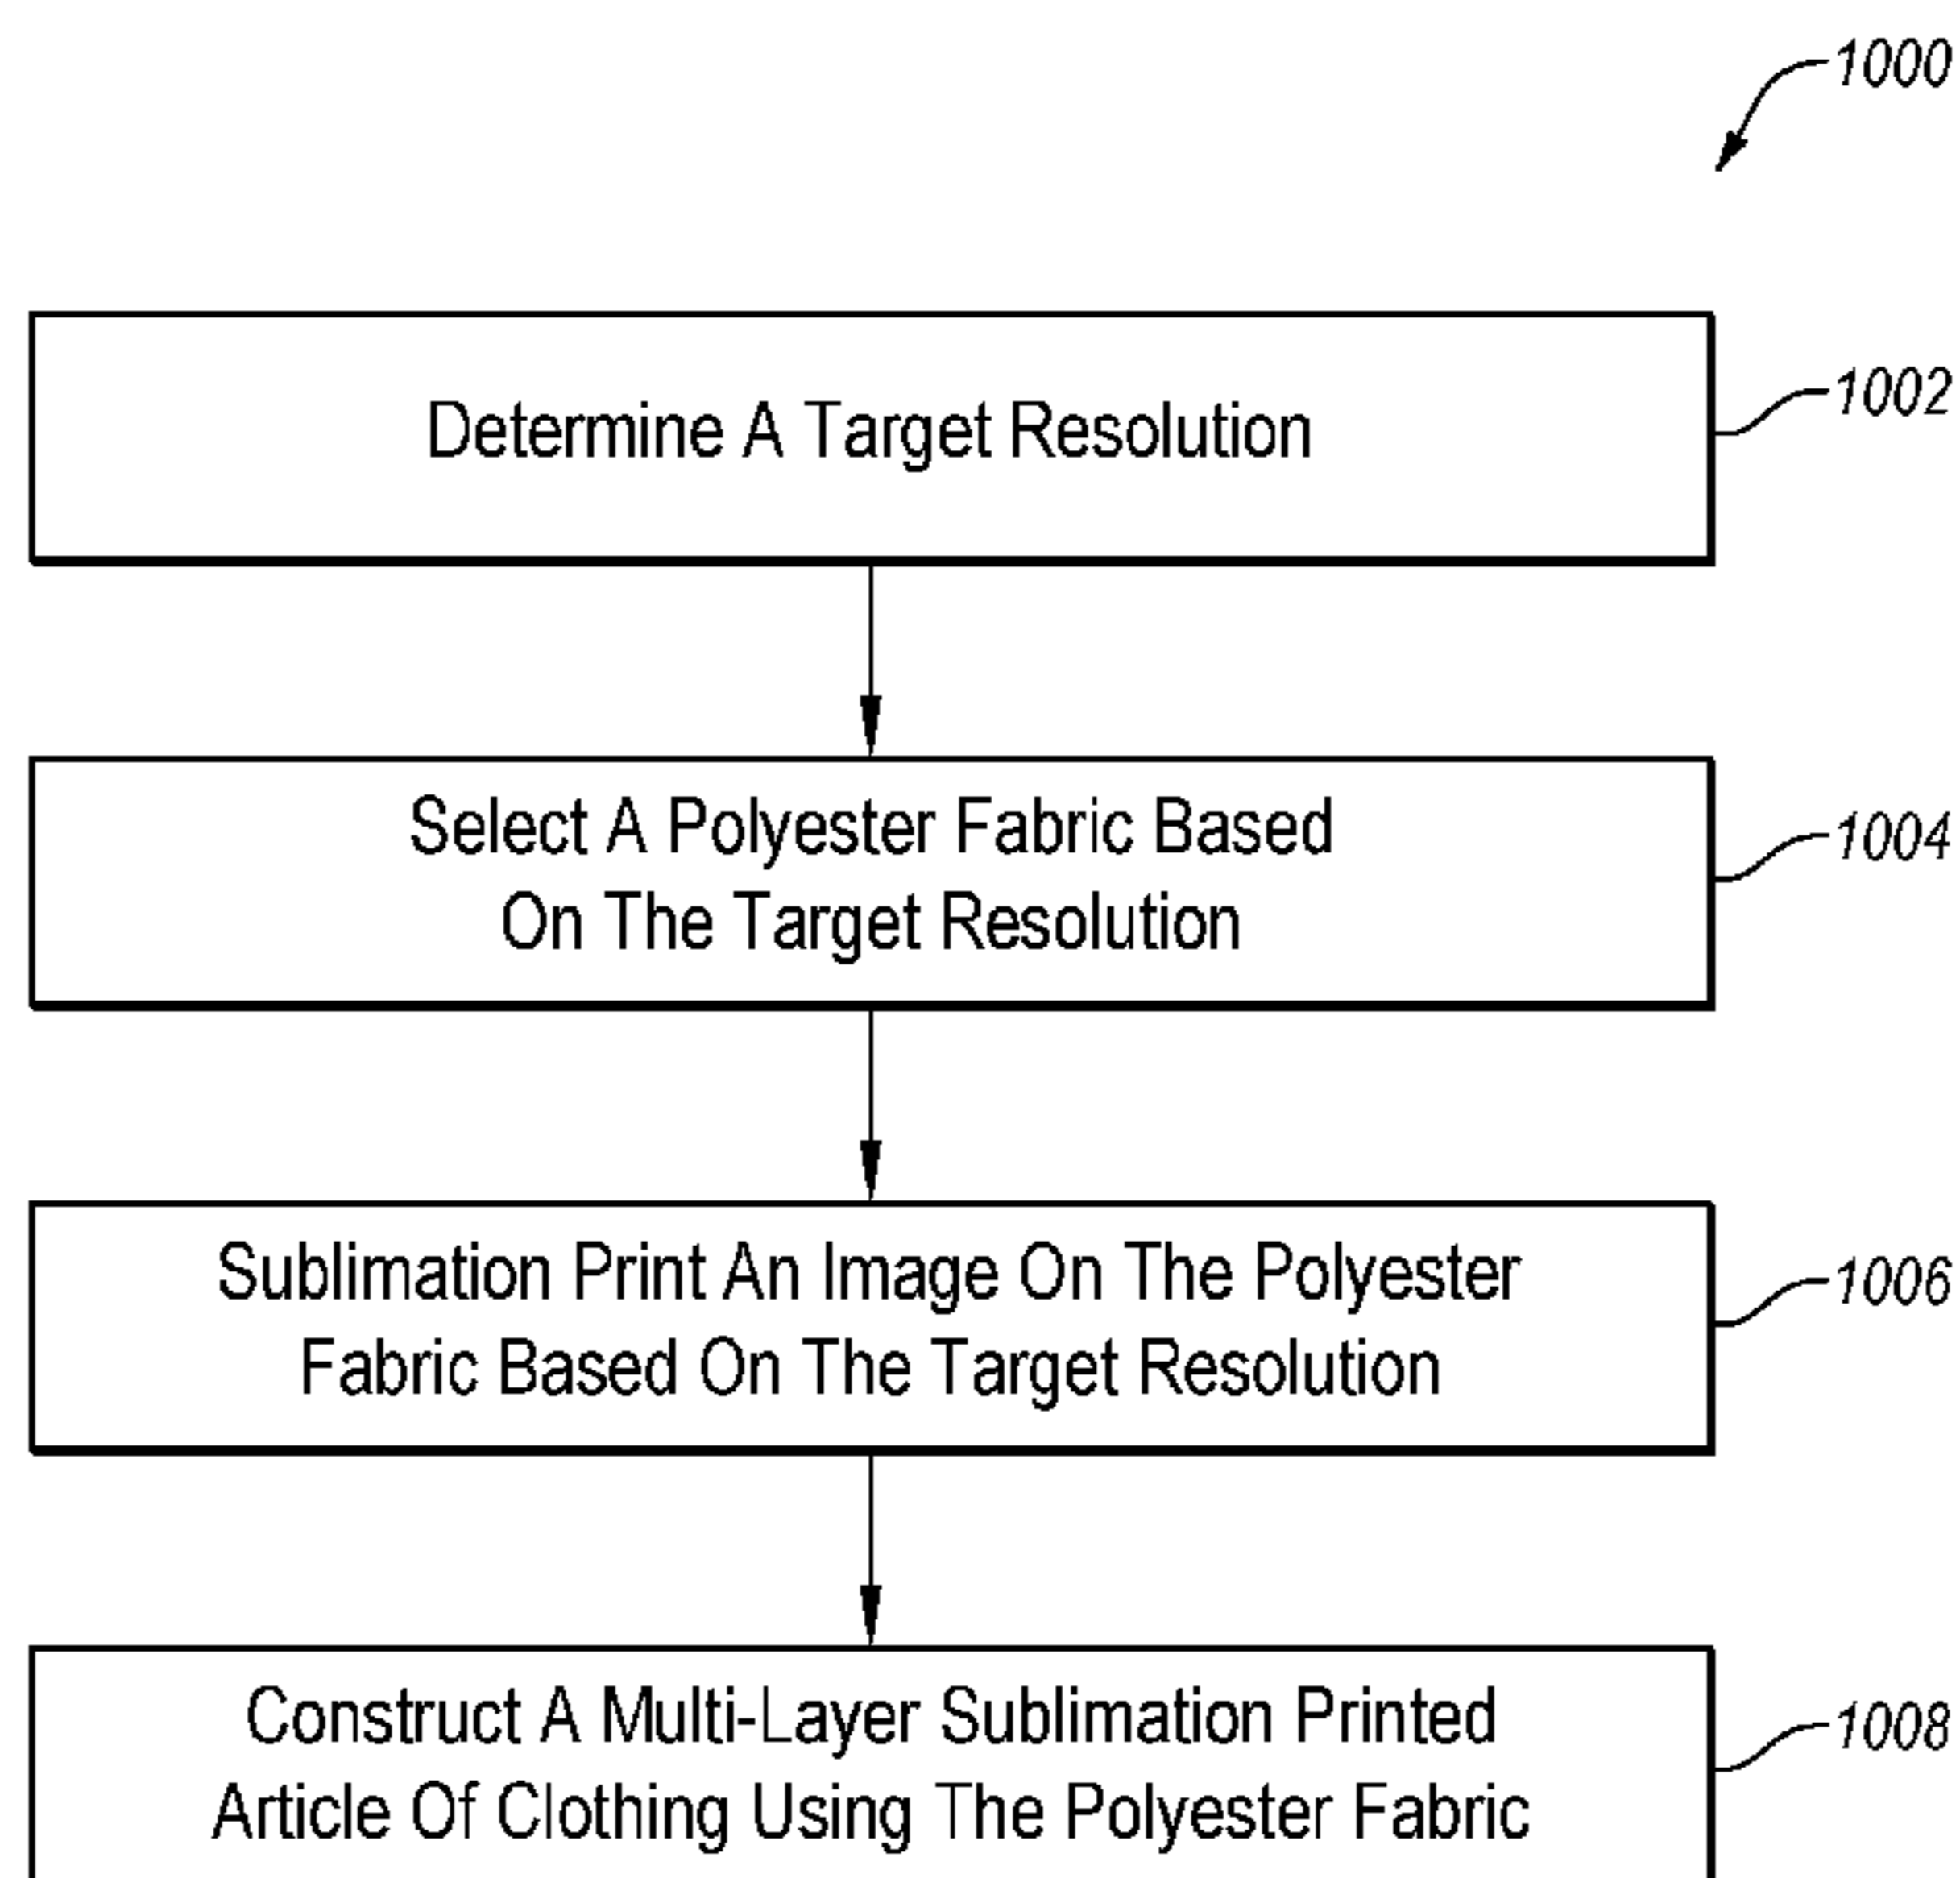 1000
Determine A Target Resolution
1002
Select A Polyester Fabric Based
On The Target Resolution
1004
Sublimation Print An Image On The Polyester
Fabric Based On The Target Resolution
1006
Construct A Multi-Layer Sublimation Printed
Article Of Clothing Using The Polyester Fabric
1008